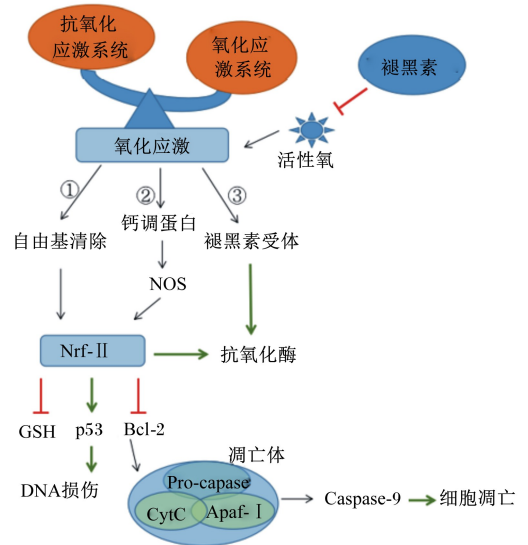 抗氧化
应激系统
氧化应
激系统
褪黑素
氧化应激
活性氧
①
②
③
自由基清除
钙调蛋白
褪黑素受体
NOS
Nrf-Ⅱ
抗氧化酶
GSH
p53
Bcl-2
DNA损伤
凋亡体
Pro-capase
CytC
Apaf-Ⅰ
Caspase-9
细胞凋亡